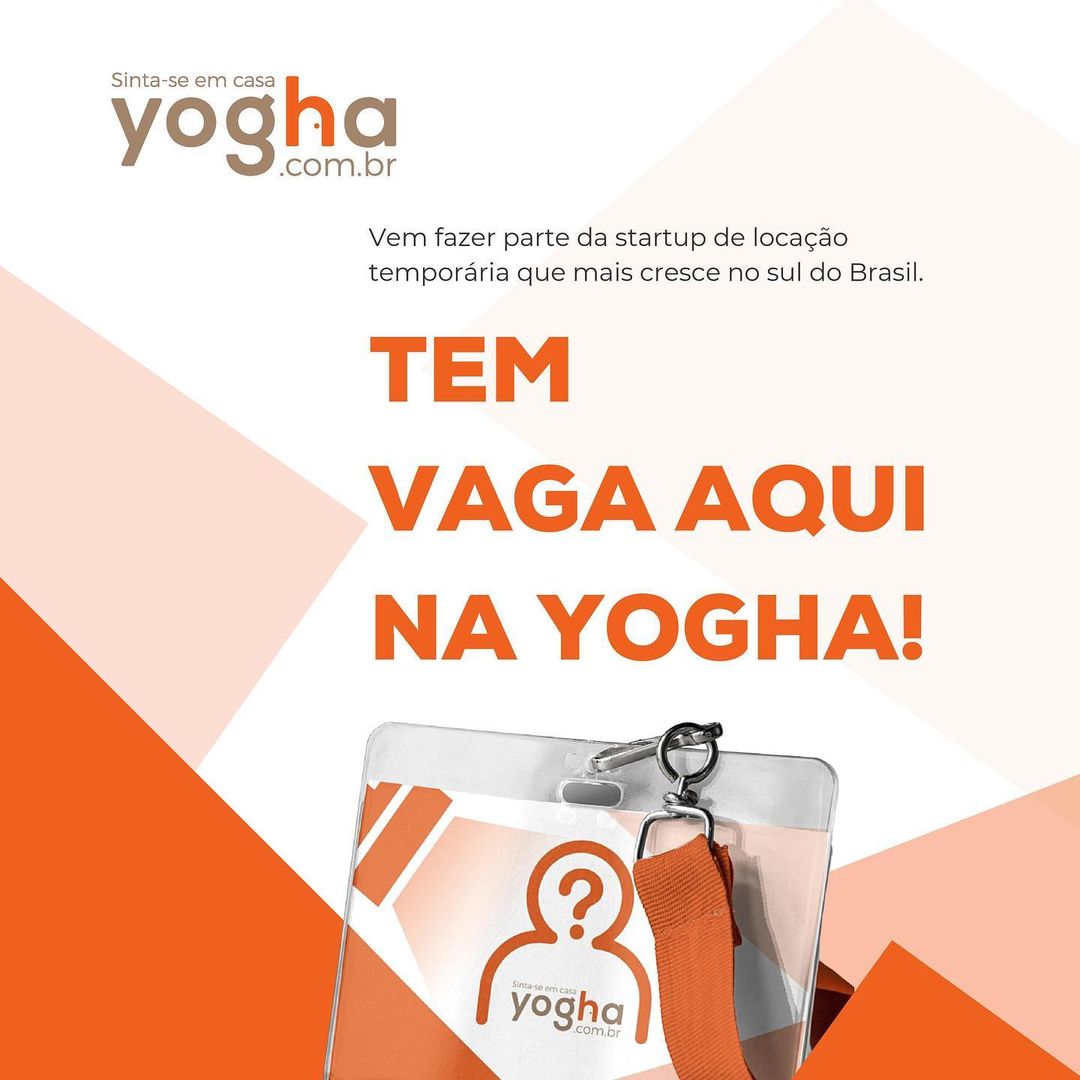 Sinta-se em casa
yogha
.com.br
Vem fazer parte da startup de locação
temporária que mais cresce no sul do Brasil.
TEM
VAGA AQUI
NA YOGHA!
?
Sinta-se em casa
yogha
.com.br